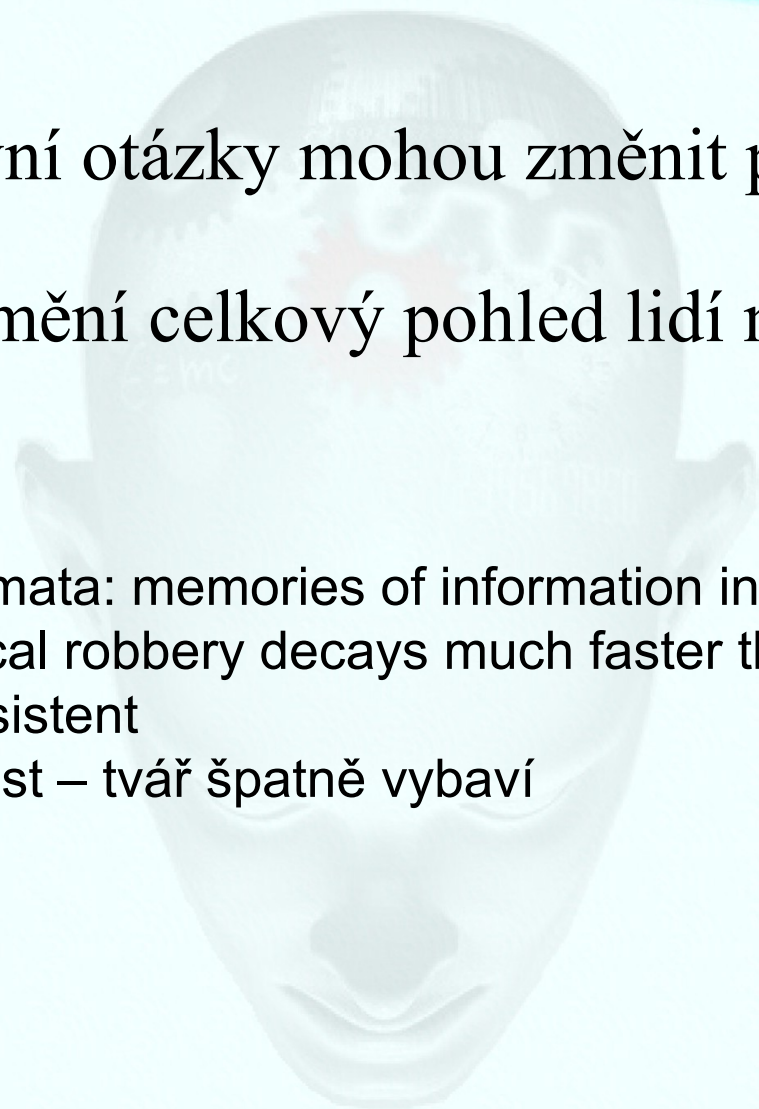 vní otázky mohou změnit p
mění celkový pohled lidí n
mata: memories of information in
cal robbery decays much faster th
sistent
st – tvář špatně vybaví